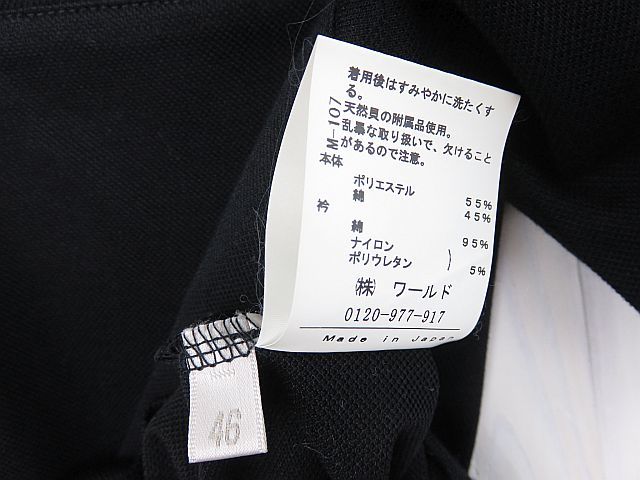 着用後はすみやかに洗たくす
る。
M-107
天然貝の附属品使用。
乱暴な取り扱いで、欠けること
があるので注意。
本体
ポリエステル 55%
綿 45%
衿
綿 95%
ナイロン
ポリウレタン ) 5%
㈱ ワールド
0120-977-917
Made in Japan
46